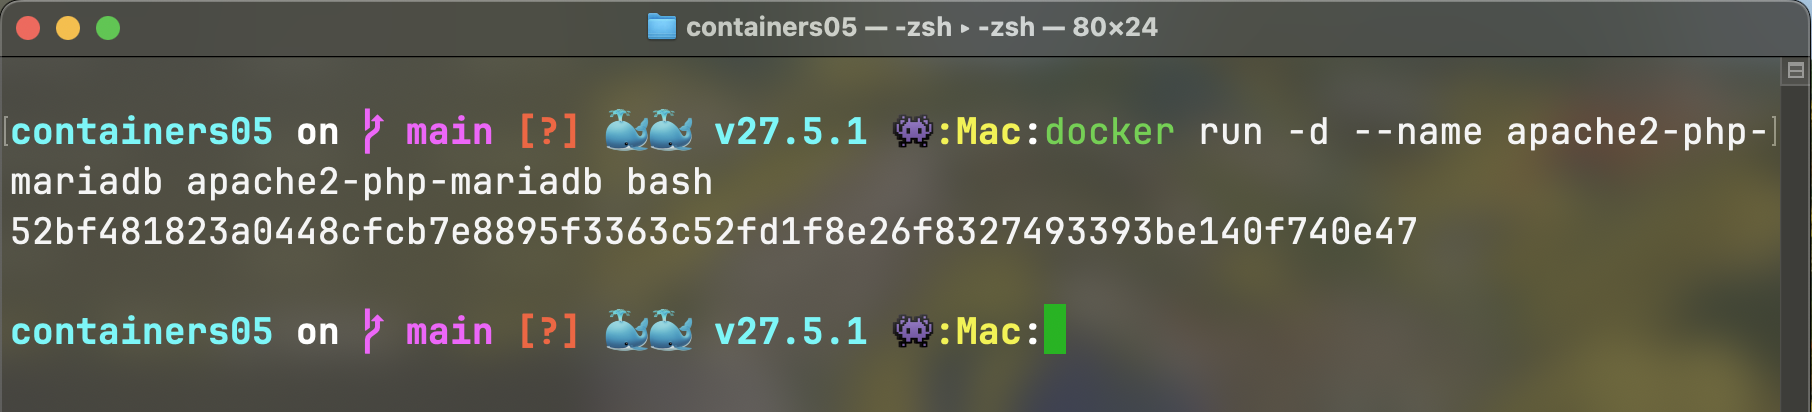 containers05 — -zsh ▸ -zsh — 80×24
containers05 on main [?] 🐳🐳 v27.5.1 👾:Mac:docker run -d --name apache2-php-
mariadb apache2-php-mariadb bash
52bf481823a0448cfcb7e8895f3363c52fd1f8e26f8327493393be140f740e47
containers05 on main [?] 🐳🐳 v27.5.1 👾:Mac: